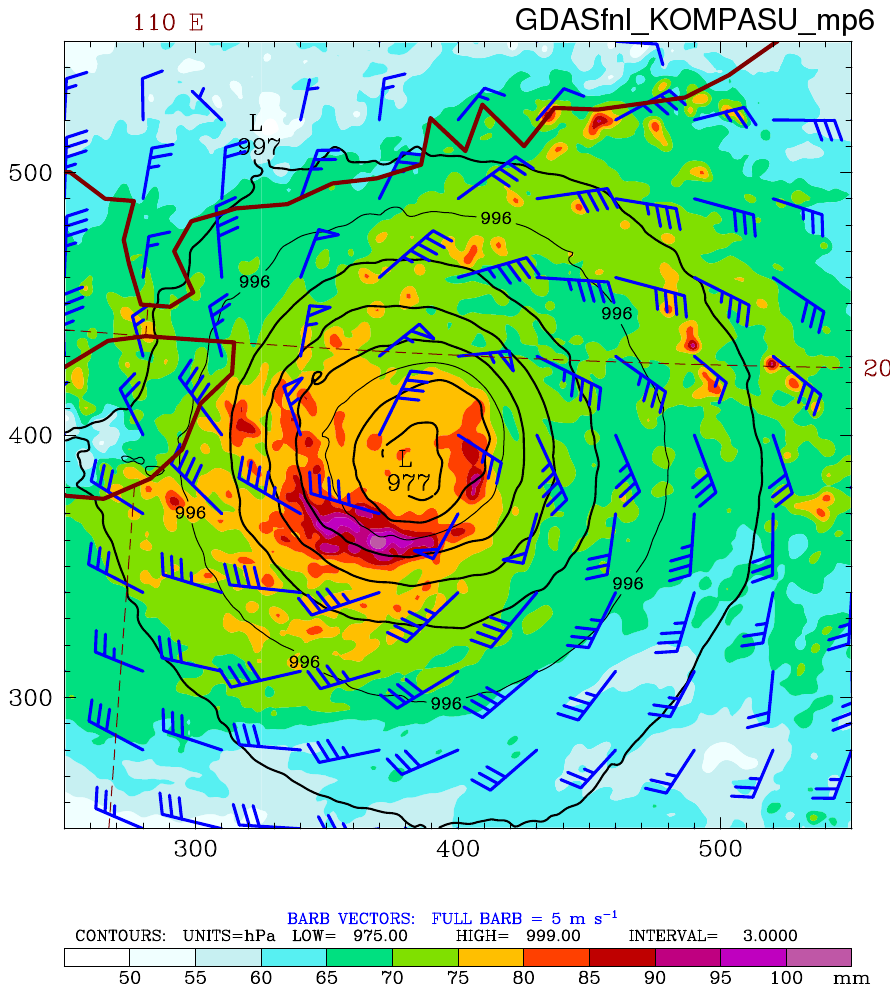 110 E
GDASfnl_KOMPASU_mp6
L
997
500
996
996
996
20
400
L
977
996
996
996
996
300
300
400
500
BARB VECTORS: FULL BARB = 5 m s⁻¹
CONTOURS: UNITS=hPa LOW= 975.00 HIGH= 999.00 INTERVAL= 3.0000
50 55 60 65 70 75 80 85 90 95 100 mm